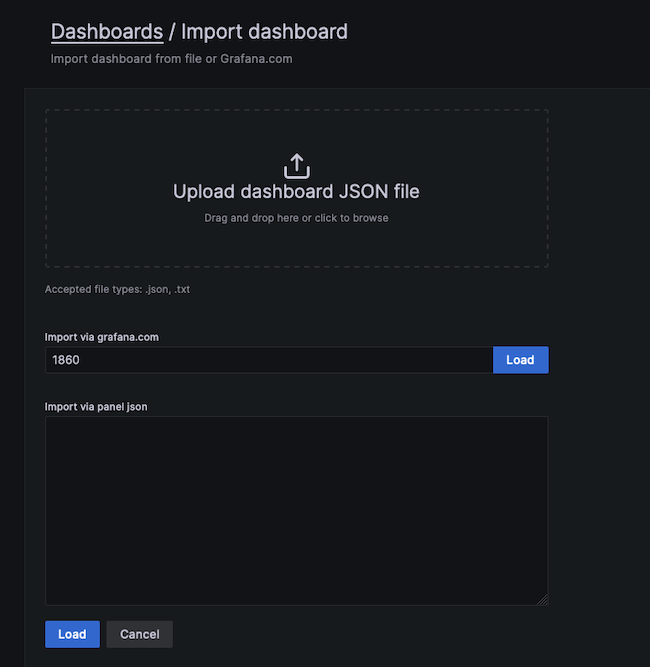 Dashboards / Import dashboard
Import dashboard from file or Grafana.com
Upload dashboard JSON file
Drag and drop here or click to browse
Accepted file types: .json, .txt
Import via grafana.com
1860
Load
Import via panel json
Load
Cancel